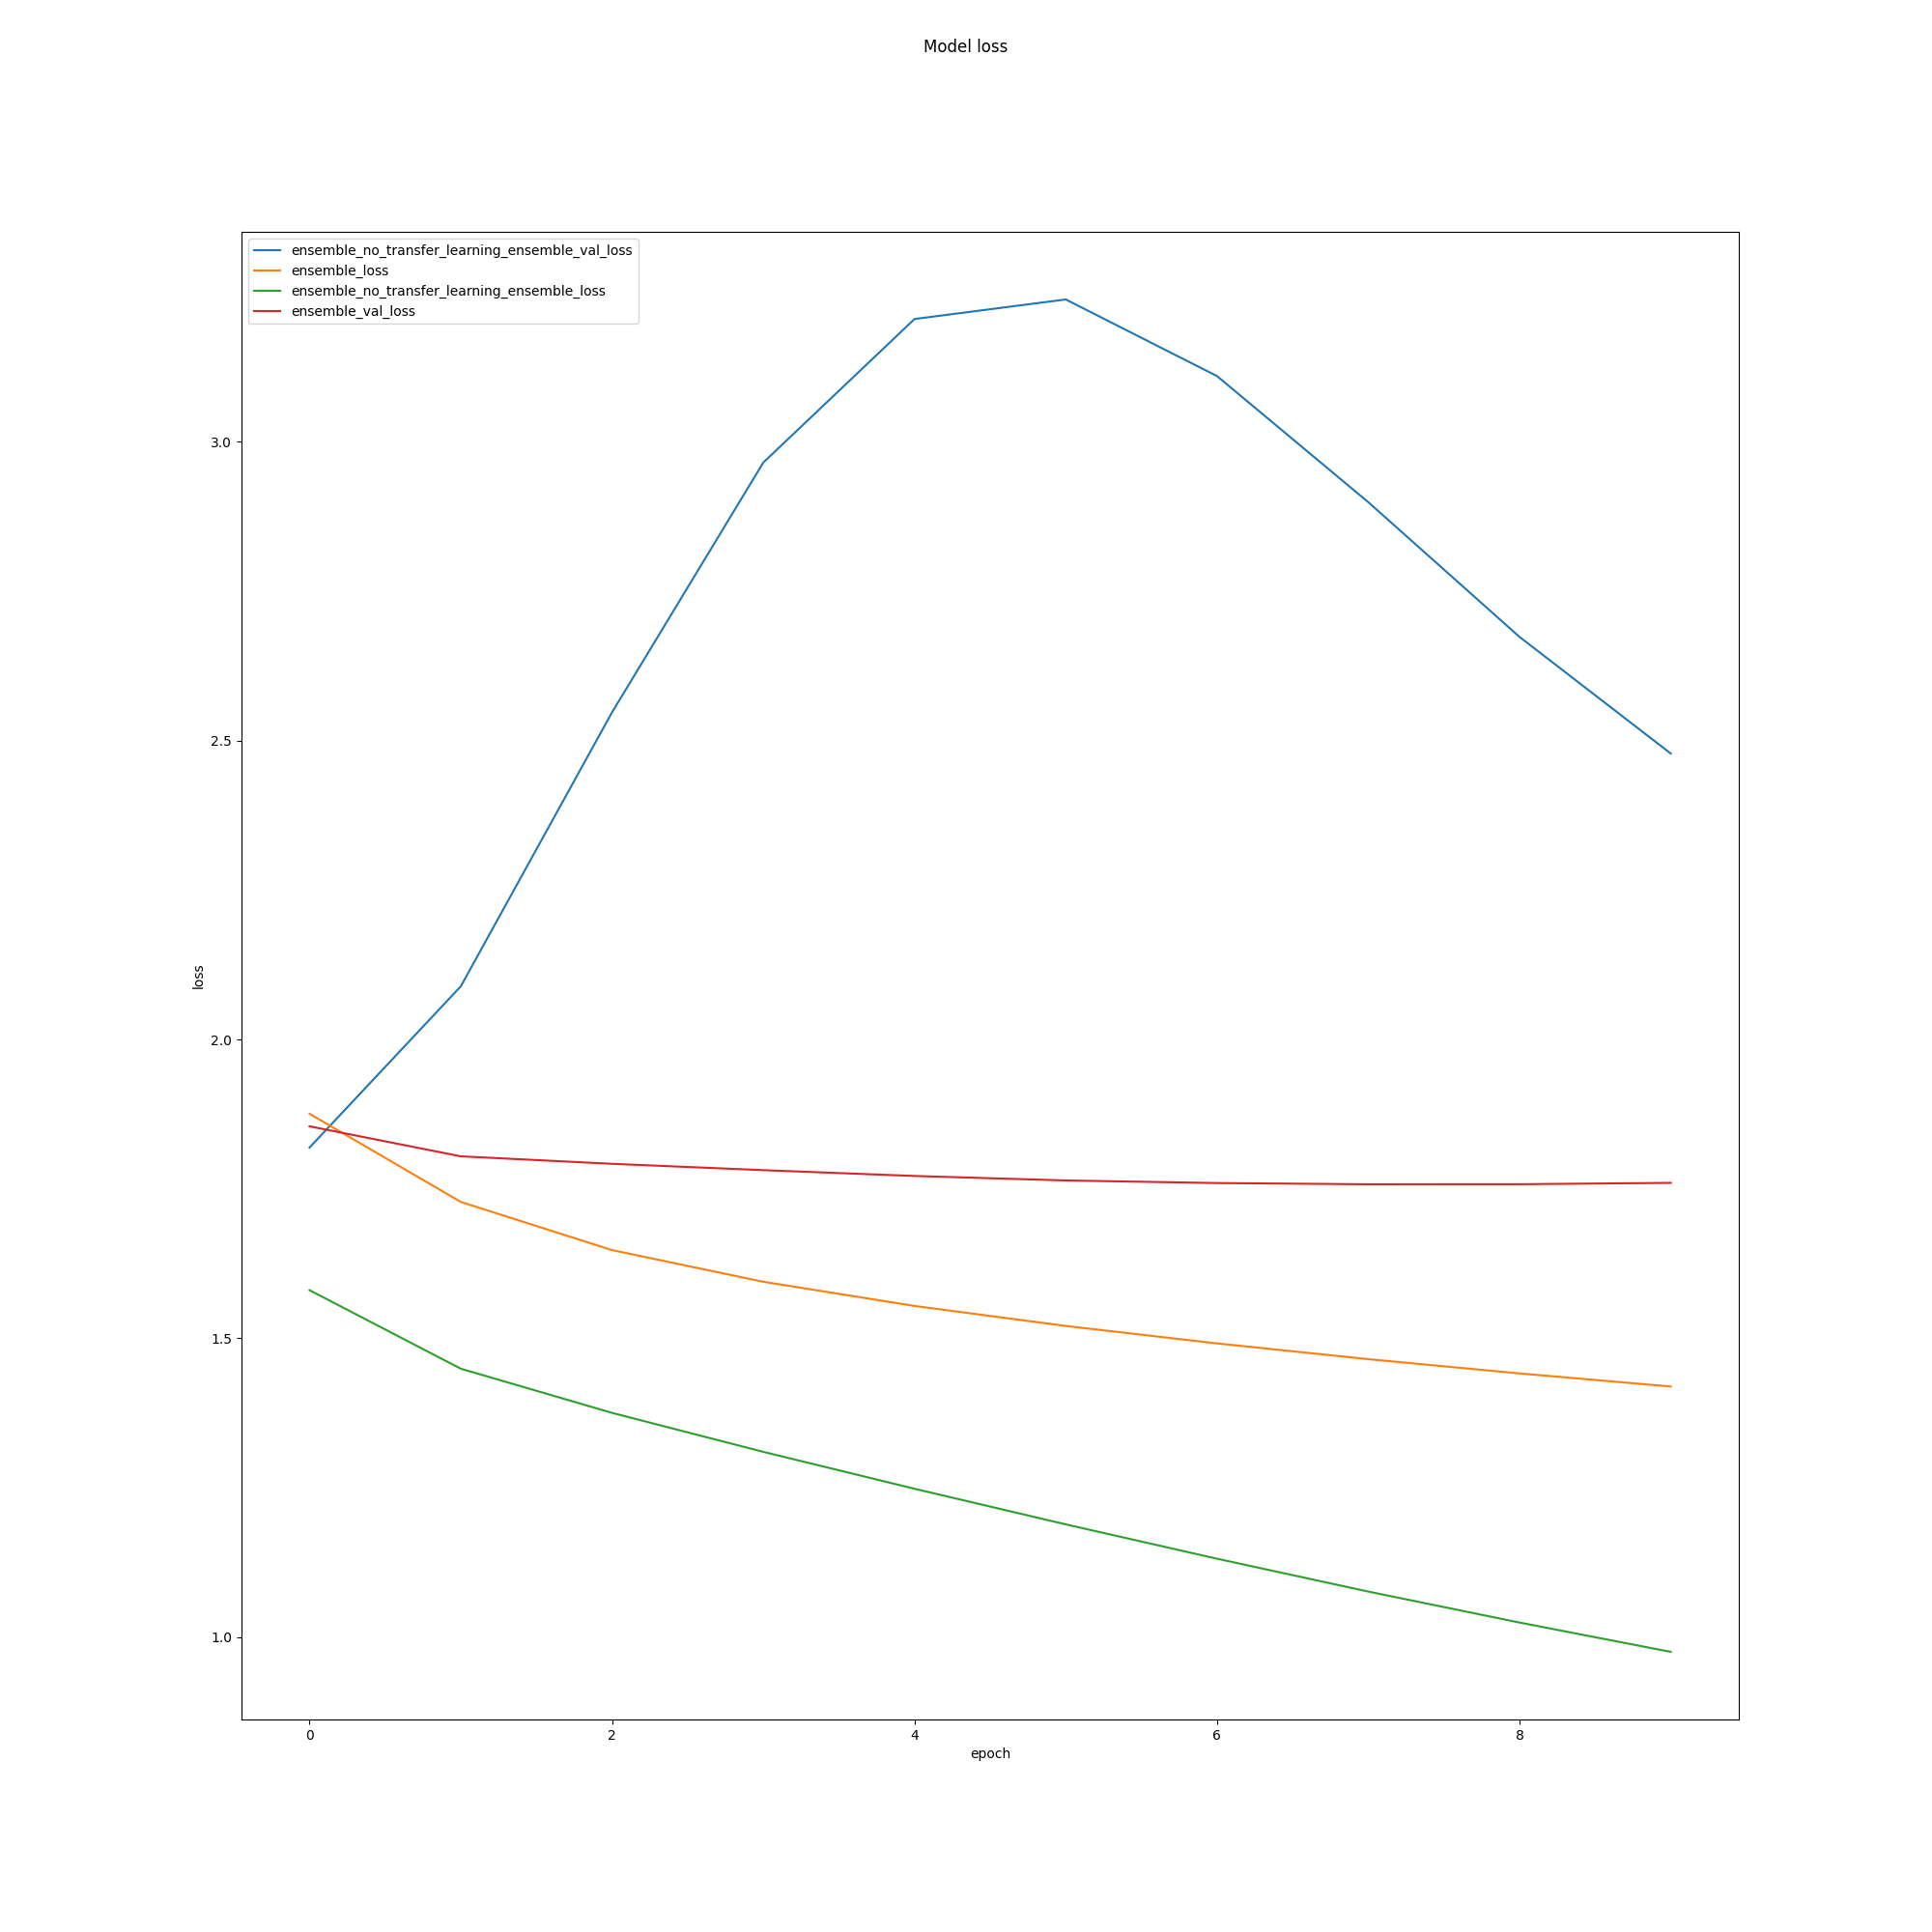 Model loss
ensemble_no_transfer_learning_ensemble_val_loss
ensemble_loss
ensemble_no_transfer_learning_ensemble_loss
ensemble_val_loss
3.0
2.5
2.0
1.5
1.0
loss
0 2 4 6 8
epoch